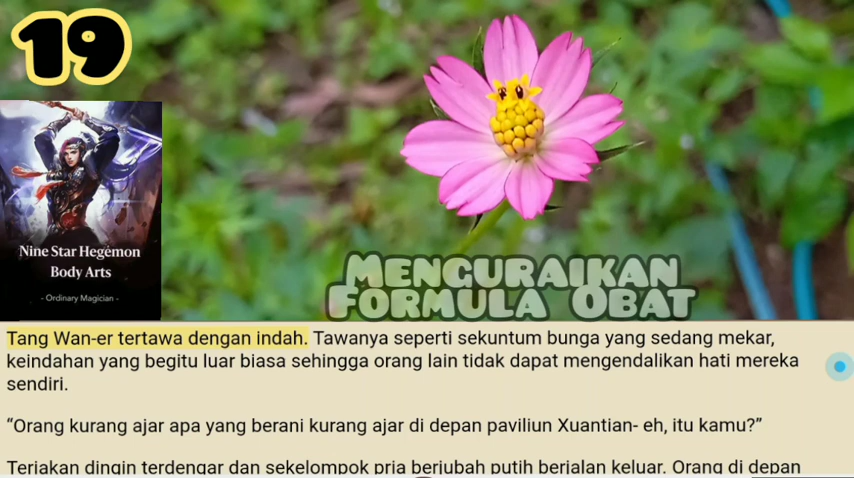 19
Nine Star Hegemon
Body Arts
- Ordinary Magician -
MENGURAIKAN
FORMULA OBAT
Tang Wan-er tertawa dengan indah. Tawanya seperti sekuntum bunga yang sedang mekar,
keindahan yang begitu luar biasa sehingga orang lain tidak dapat mengendalikan hati mereka
sendiri.
“Orang kurang ajar apa yang berani kurang ajar di depan paviliun Xuantian- eh, itu kamu?”
Teriakan dingin terdengar dan sekelompok pria berjubah putih berjalan keluar. Orang di depan